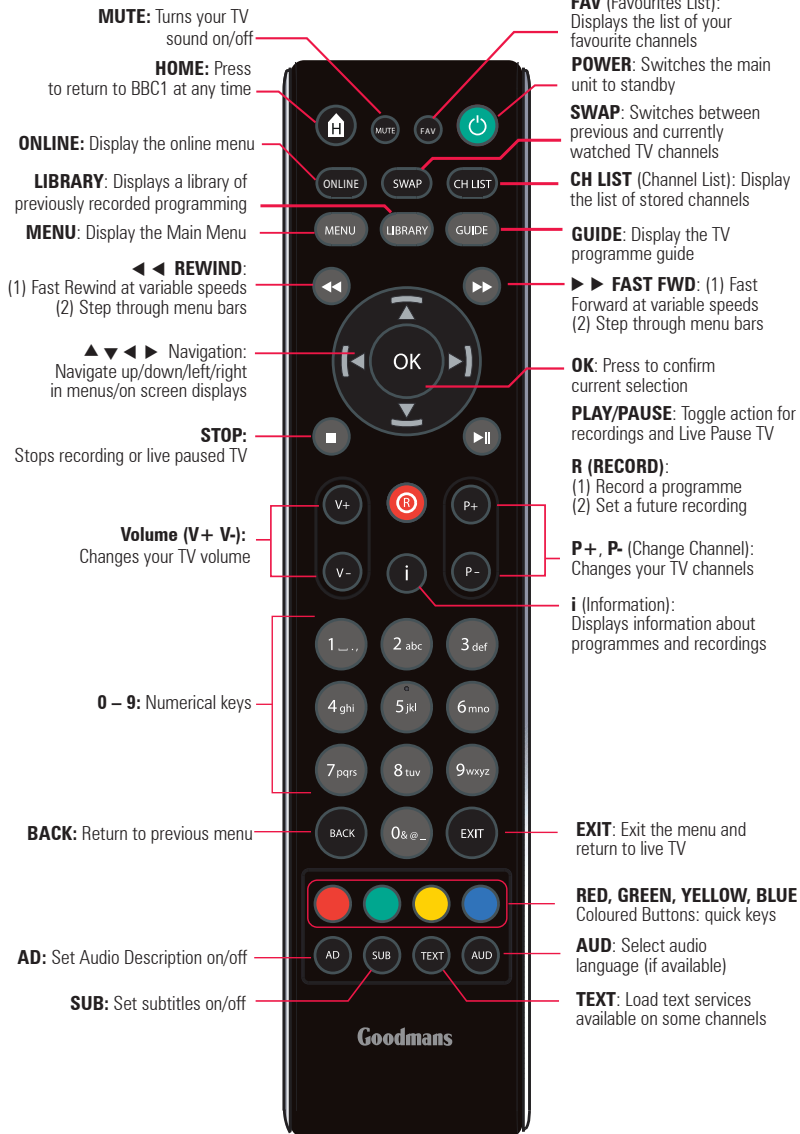 MUTE: Turns your TV
sound on/off
HOME: Press
to return to BBC1 at any time
ONLINE: Display the online menu
LIBRARY: Displays a library of
previously recorded programming
MENU: Display the Main Menu
◀ ◀ REWIND:
(1) Fast Rewind at variable speeds
(2) Step through menu bars
▲ ▼ ◀ ▶ Navigation:
Navigate up/down/left/right
in menus/on screen displays
STOP:
Stops recording or live paused TV
Volume (V+ V-):
Changes your TV volume
0 – 9: Numerical keys
BACK: Return to previous menu
AD: Set Audio Description on/off
SUB: Set subtitles on/off
H
MUTE
FAV
ONLINE
SWAP
CH LIST
MENU
LIBRARY
GUIDE
OK
V+
R
P+
V–
i
P–
1 ⎵ . ,
2 abc
3 def
4 ghi
5 jkl
6 mno
7 pqrs
8 tuv
9 wxyz
BACK
0 & @ _
EXIT
AD
SUB
TEXT
AUD
Goodmans
FAV (Favourites List):
Displays the list of your
favourite channels
POWER: Switches the main
unit to standby
SWAP: Switches between
previous and currently
watched TV channels
CH LIST (Channel List): Display
the list of stored channels
GUIDE: Display the TV
programme guide
▶ ▶ FAST FWD: (1) Fast
Forward at variable speeds
(2) Step through menu bars
OK: Press to confirm
current selection
PLAY/PAUSE: Toggle action for
recordings and Live Pause TV
R (RECORD):
(1) Record a programme
(2) Set a future recording
P+, P- (Change Channel):
Changes your TV channels
i (Information):
Displays information about
programmes and recordings
EXIT: Exit the menu and
return to live TV
RED, GREEN, YELLOW, BLUE
Coloured Buttons: quick keys
AUD: Select audio
language (if available)
TEXT: Load text services
available on some channels